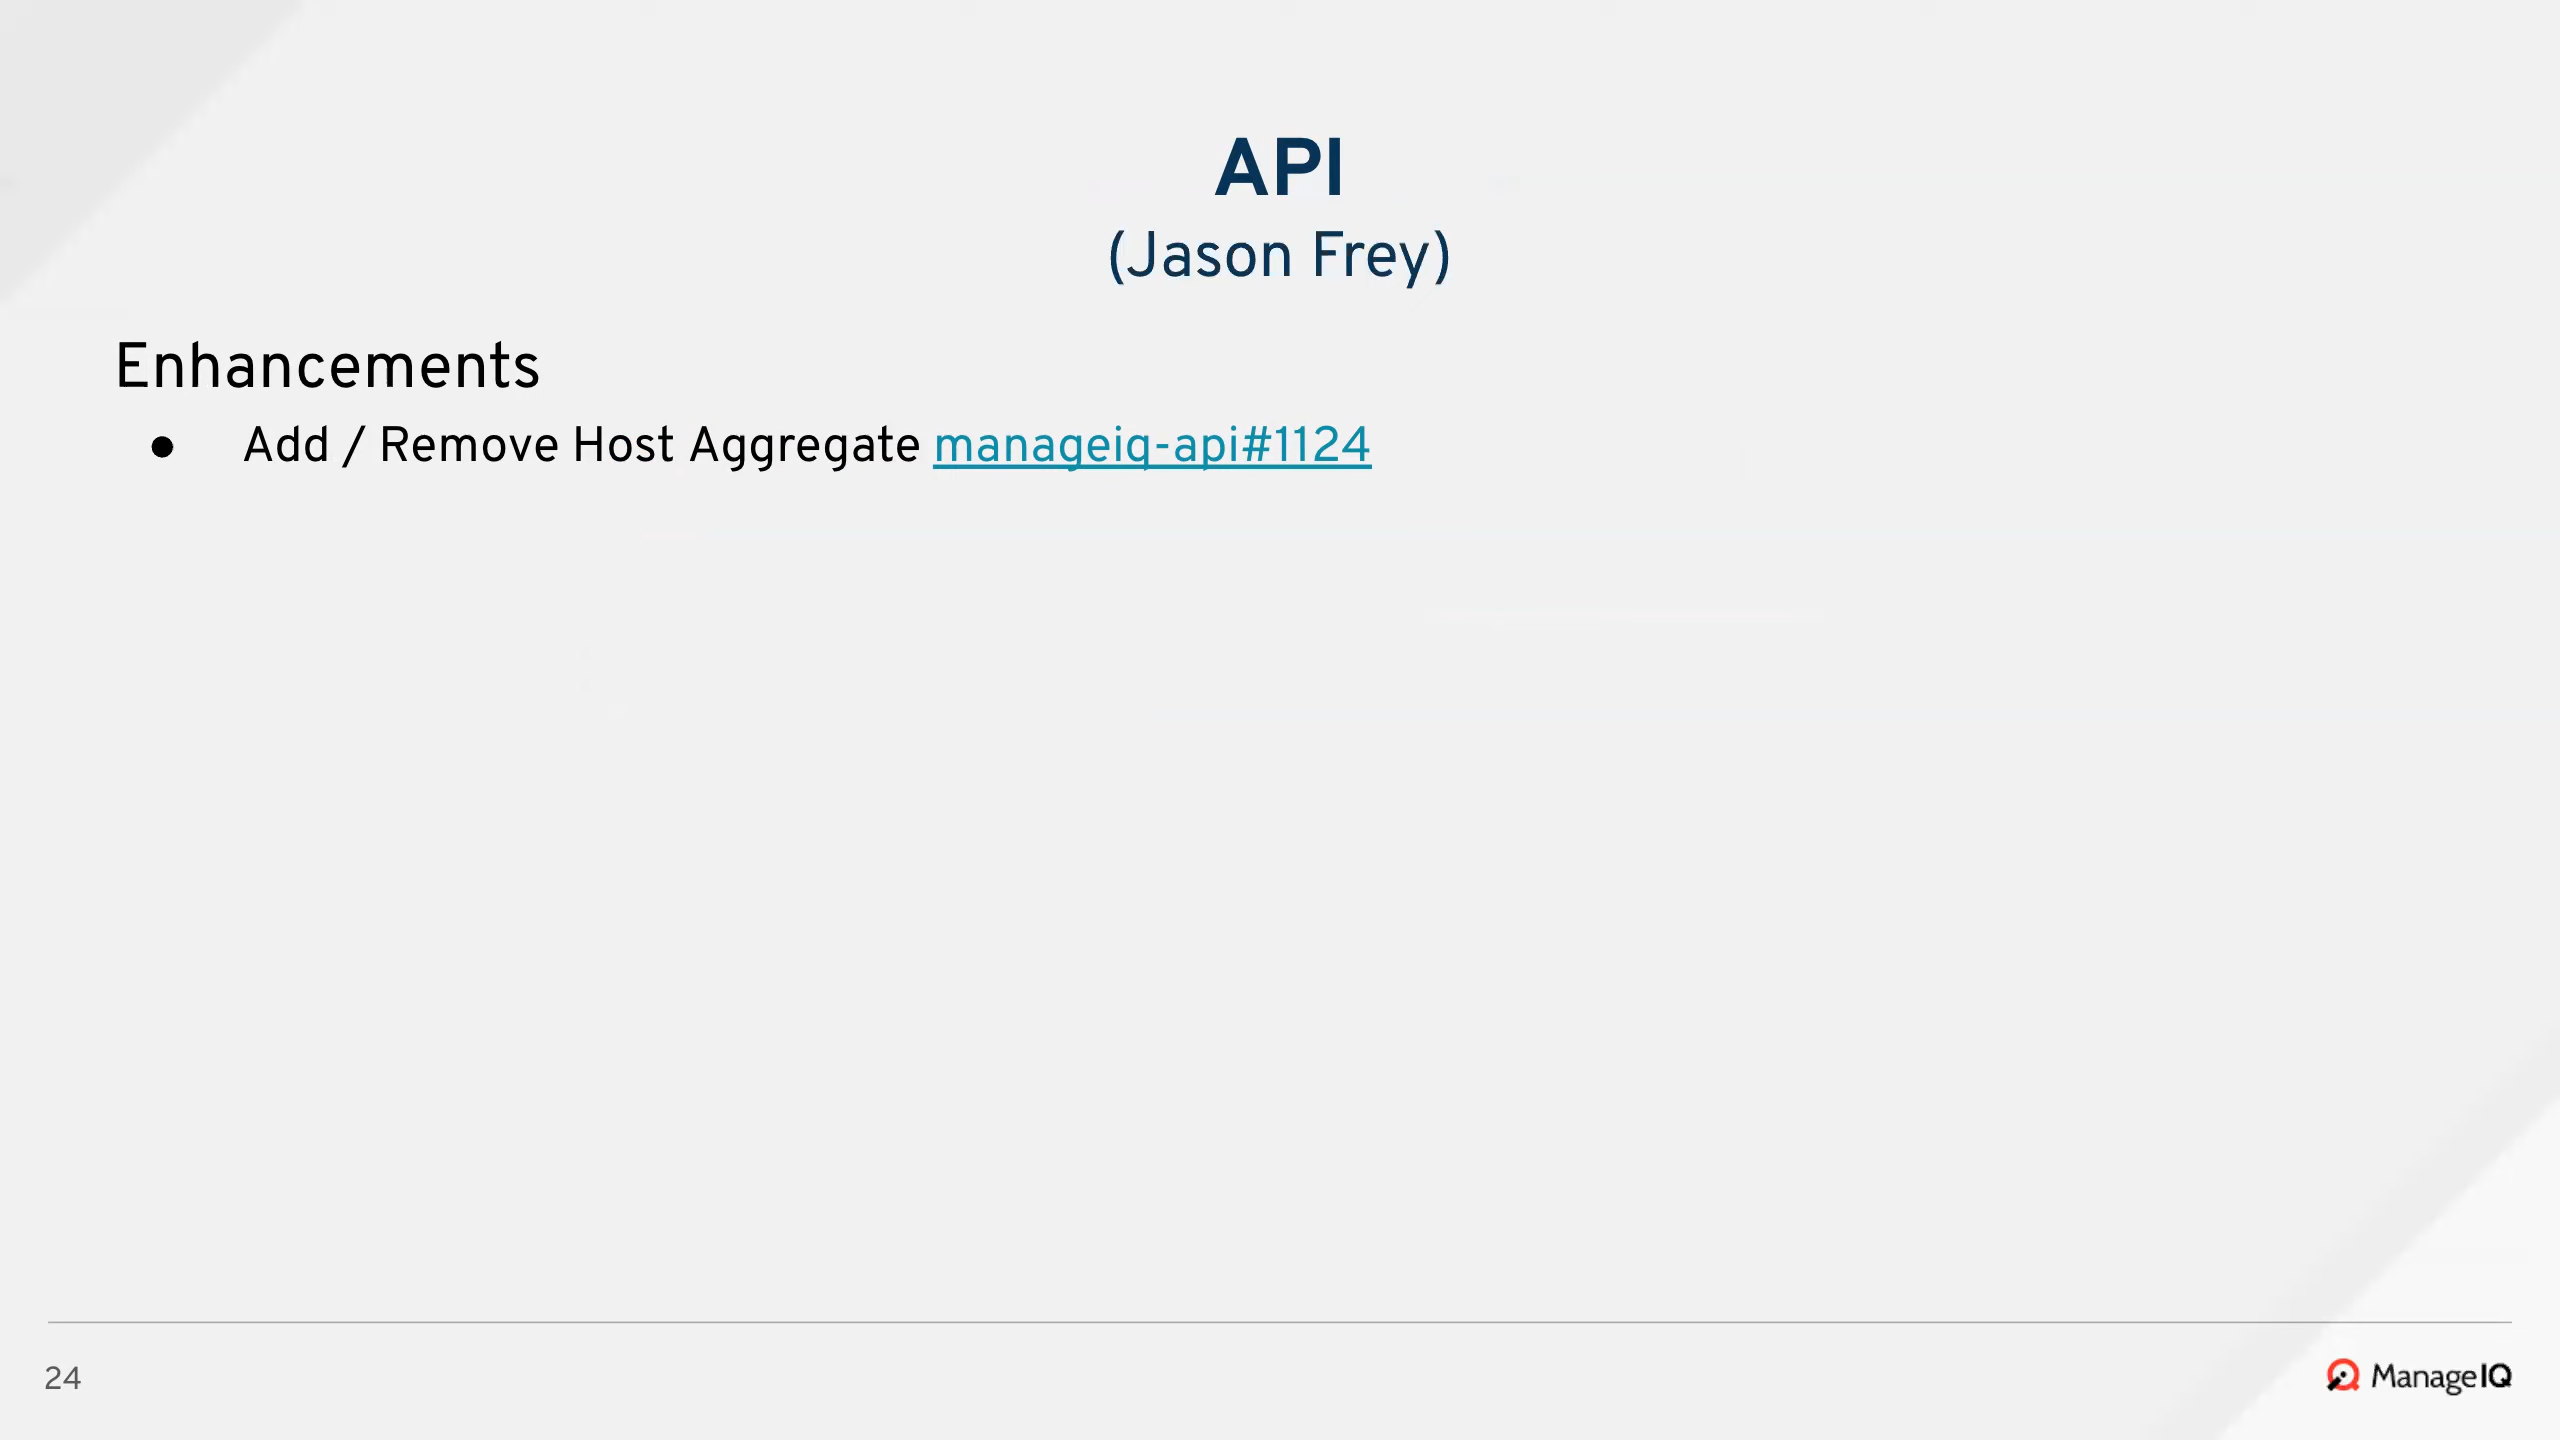 API
(Jason Frey)
Enhancements
● Add / Remove Host Aggregate manageiq-api#1124
24
ManageIQ